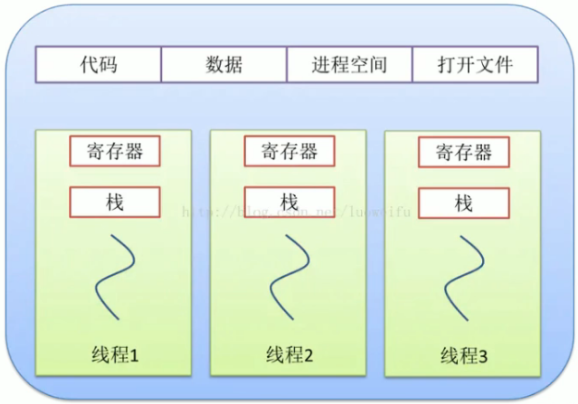 代码 数据 进程空间 打开文件
寄存器 寄存器 寄存器
栈 栈 栈
http://blog.csdn.net/luoweifu
线程1 线程2 线程3